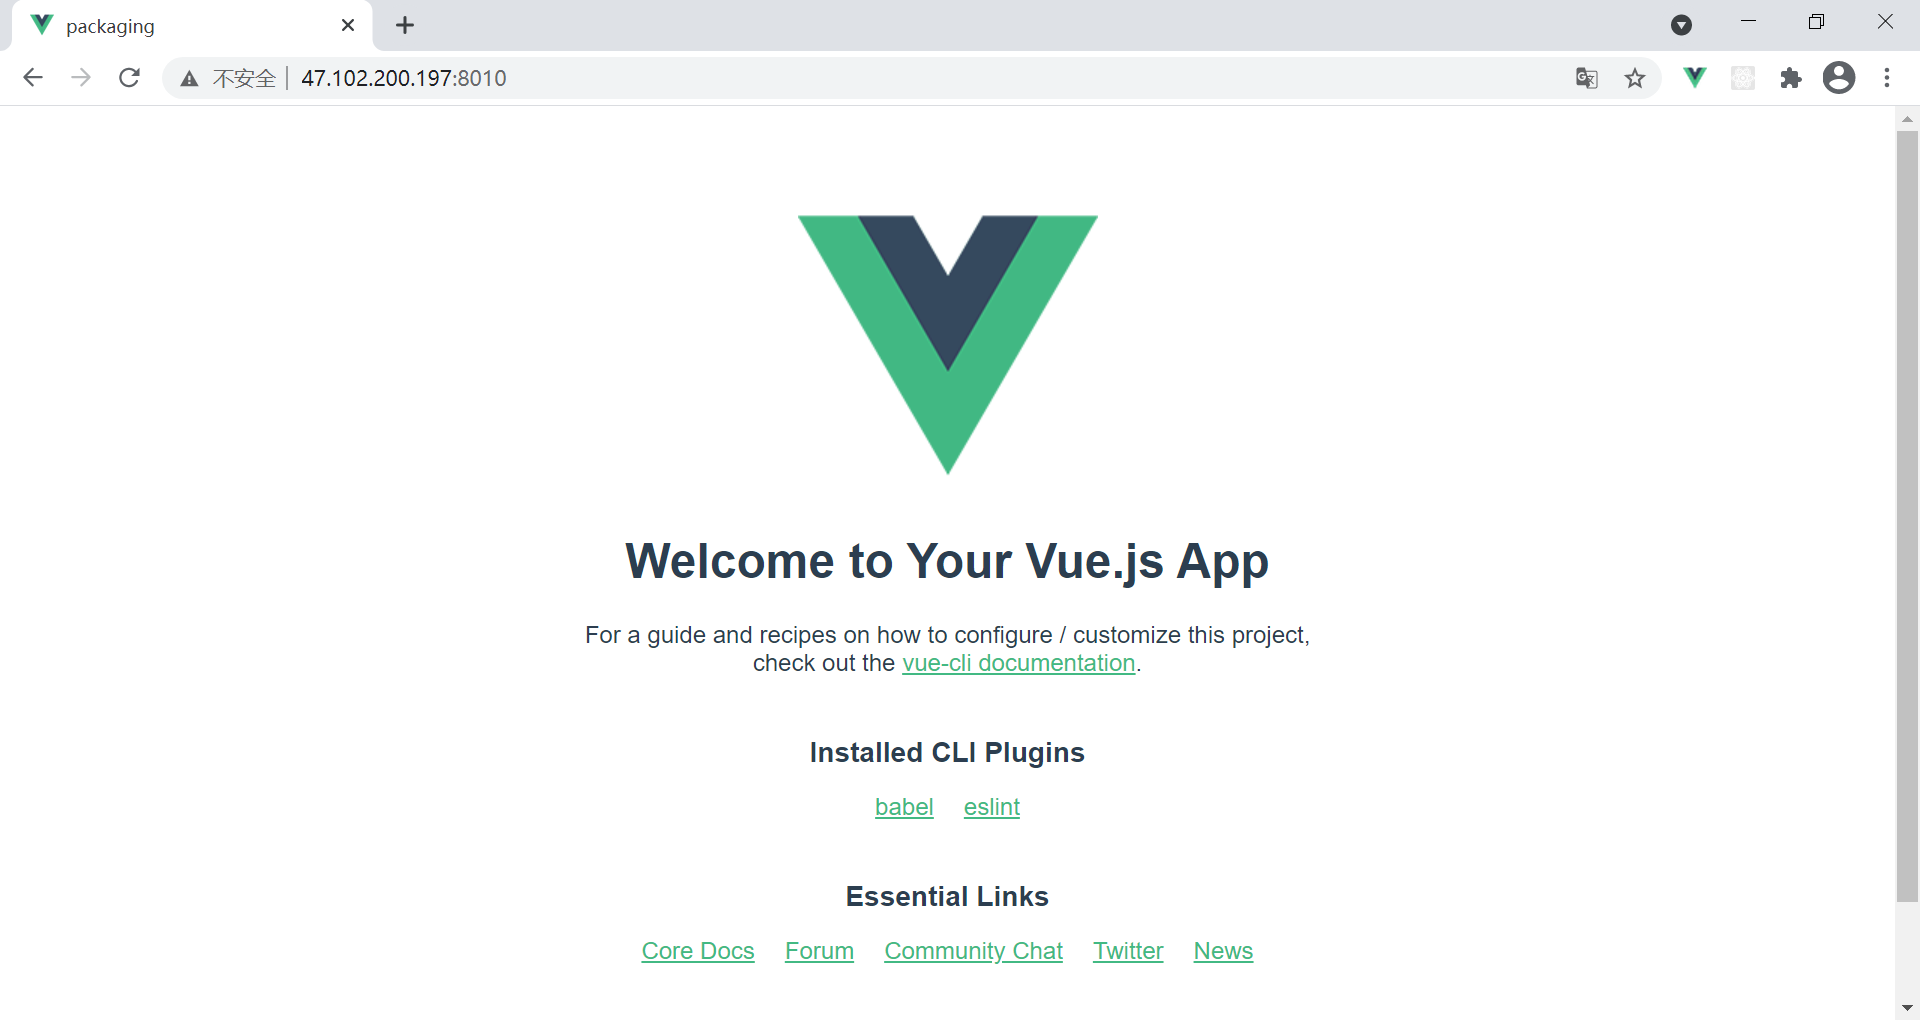 packaging
不安全 47.102.200.197:8010
Welcome to Your Vue.js App
For a guide and recipes on how to configure / customize this project,
check out the vue-cli documentation.
Installed CLI Plugins
babel eslint
Essential Links
Core Docs Forum Community Chat Twitter News